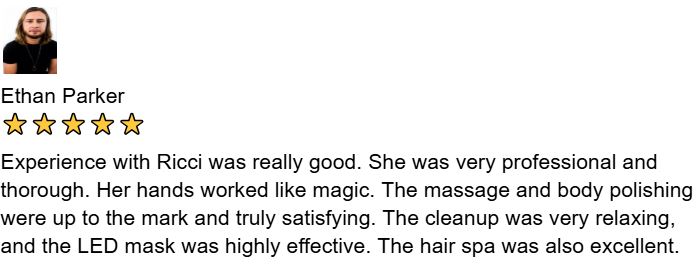 Ethan Parker
Experience with Ricci was really good. She was very professional and
thorough. Her hands worked like magic. The massage and body polishing
were up to the mark and truly satisfying. The cleanup was very relaxing,
and the LED mask was highly effective. The hair spa was also excellent.